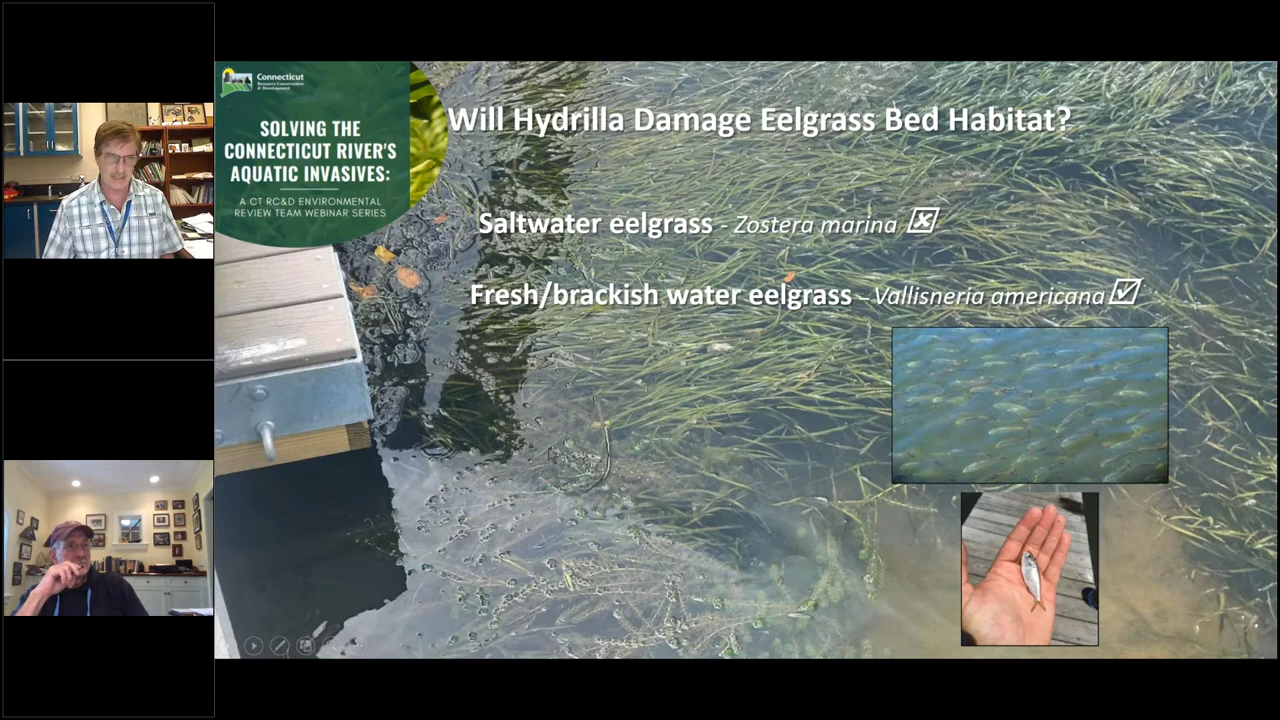 Connecticut
Resource Conservation
& Development
SOLVING THE
CONNECTICUT RIVER'S
AQUATIC INVASIVES:
A CT RC&D ENVIRONMENTAL
REVIEW TEAM WEBINAR SERIES
Will Hydrilla Damage Eelgrass Bed Habitat?
Saltwater eelgrass - Zostera marina
Fresh/brackish water eelgrass – Vallisneria americana